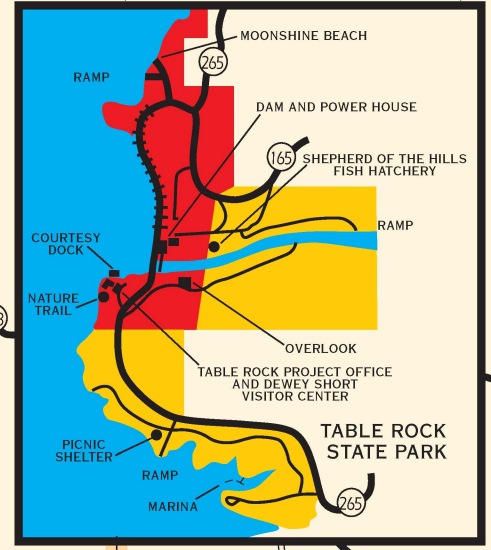 MOONSHINE BEACH
265
RAMP
DAM AND POWER HOUSE
165
SHEPHERD OF THE HILLS
FISH HATCHERY
RAMP
COURTESY
DOCK
NATURE
TRAIL
OVERLOOK
TABLE ROCK PROJECT OFFICE
AND DEWEY SHORT
VISITOR CENTER
TABLE ROCK
STATE PARK
PICNIC
SHELTER
RAMP
MARINA
265